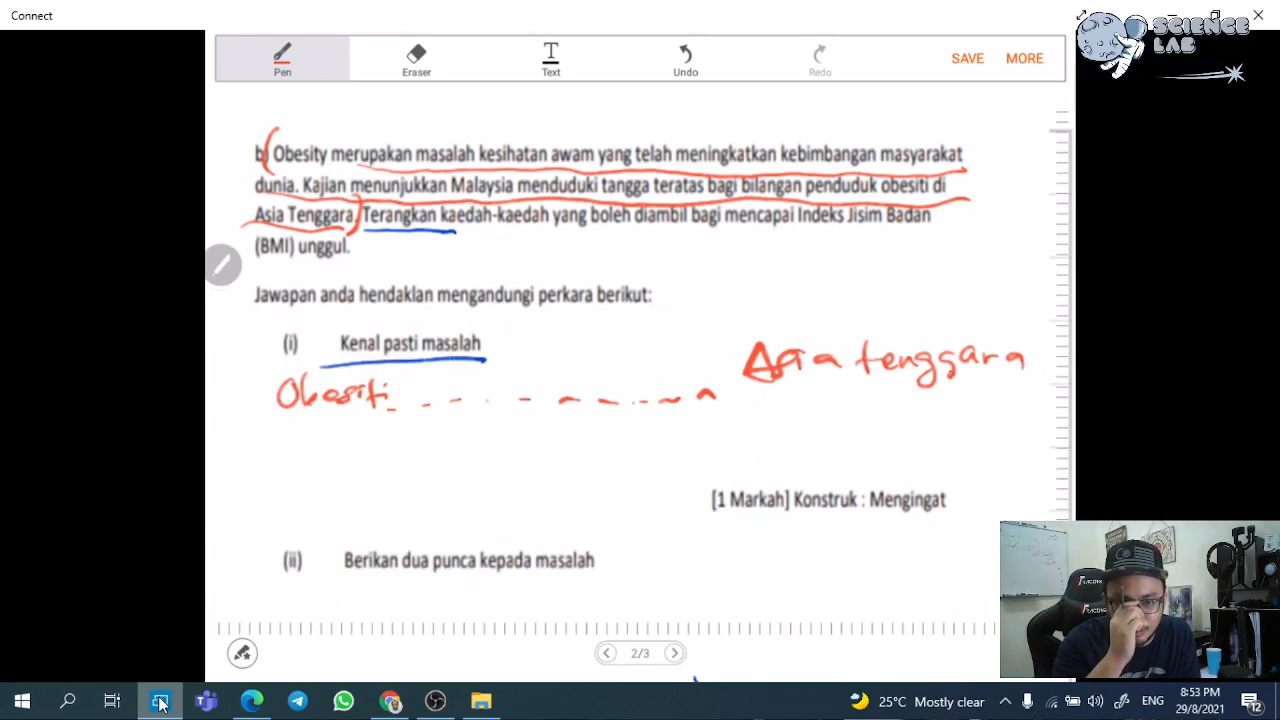 Connect
Pen
Eraser
Text
Undo
Redo
SAVE
MORE
LAB
b) Obesity merupakan masalah kesihatan awam yang telah meningkatkan kebimbangan masyarakat
dunia. Kajian menunjukkan Malaysia menduduki tangga teratas bagi bilangan penduduk obesiti di
Asia Tenggara. Terangkan kaedah-kaedah yang boleh diambil bagi mencapai Indeks Jisim Badan
(BMI) unggul.
Jawapan anda hendaklan mengandungi perkara berikut:
(i) Kenal pasti masalah
Asia tenggara
Obesiti
[1 Markah] Konstruk : Mengingat
(ii) Berikan dua punca kepada masalah
2/3
25°C Mostly clear
ENG
8:53 PM
29/8/2021
12